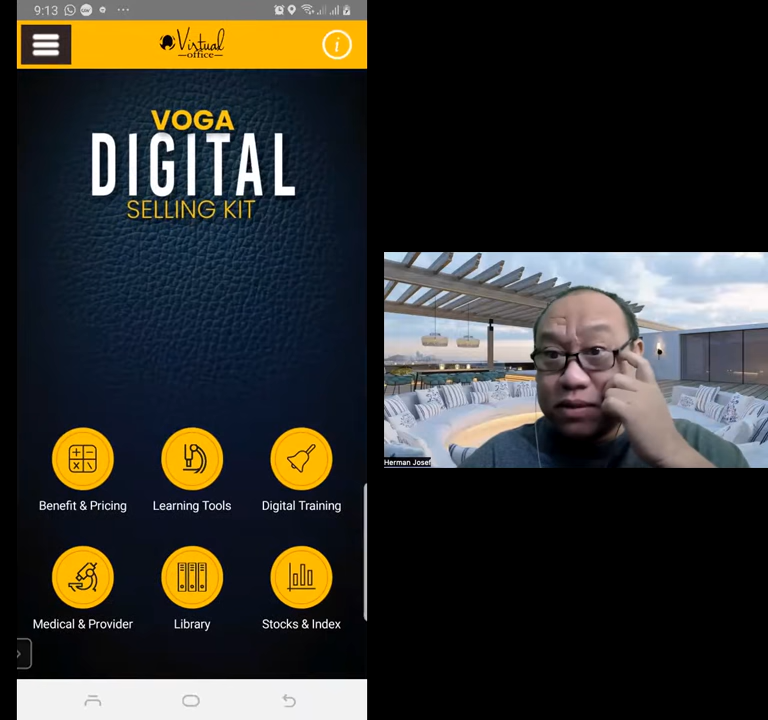 9:13
Virtual
office
i
VOGA
DIGITAL
SELLING KIT
Benefit & Pricing
Learning Tools
Digital Training
Medical & Provider
Library
Stocks & Index
Herman Josef